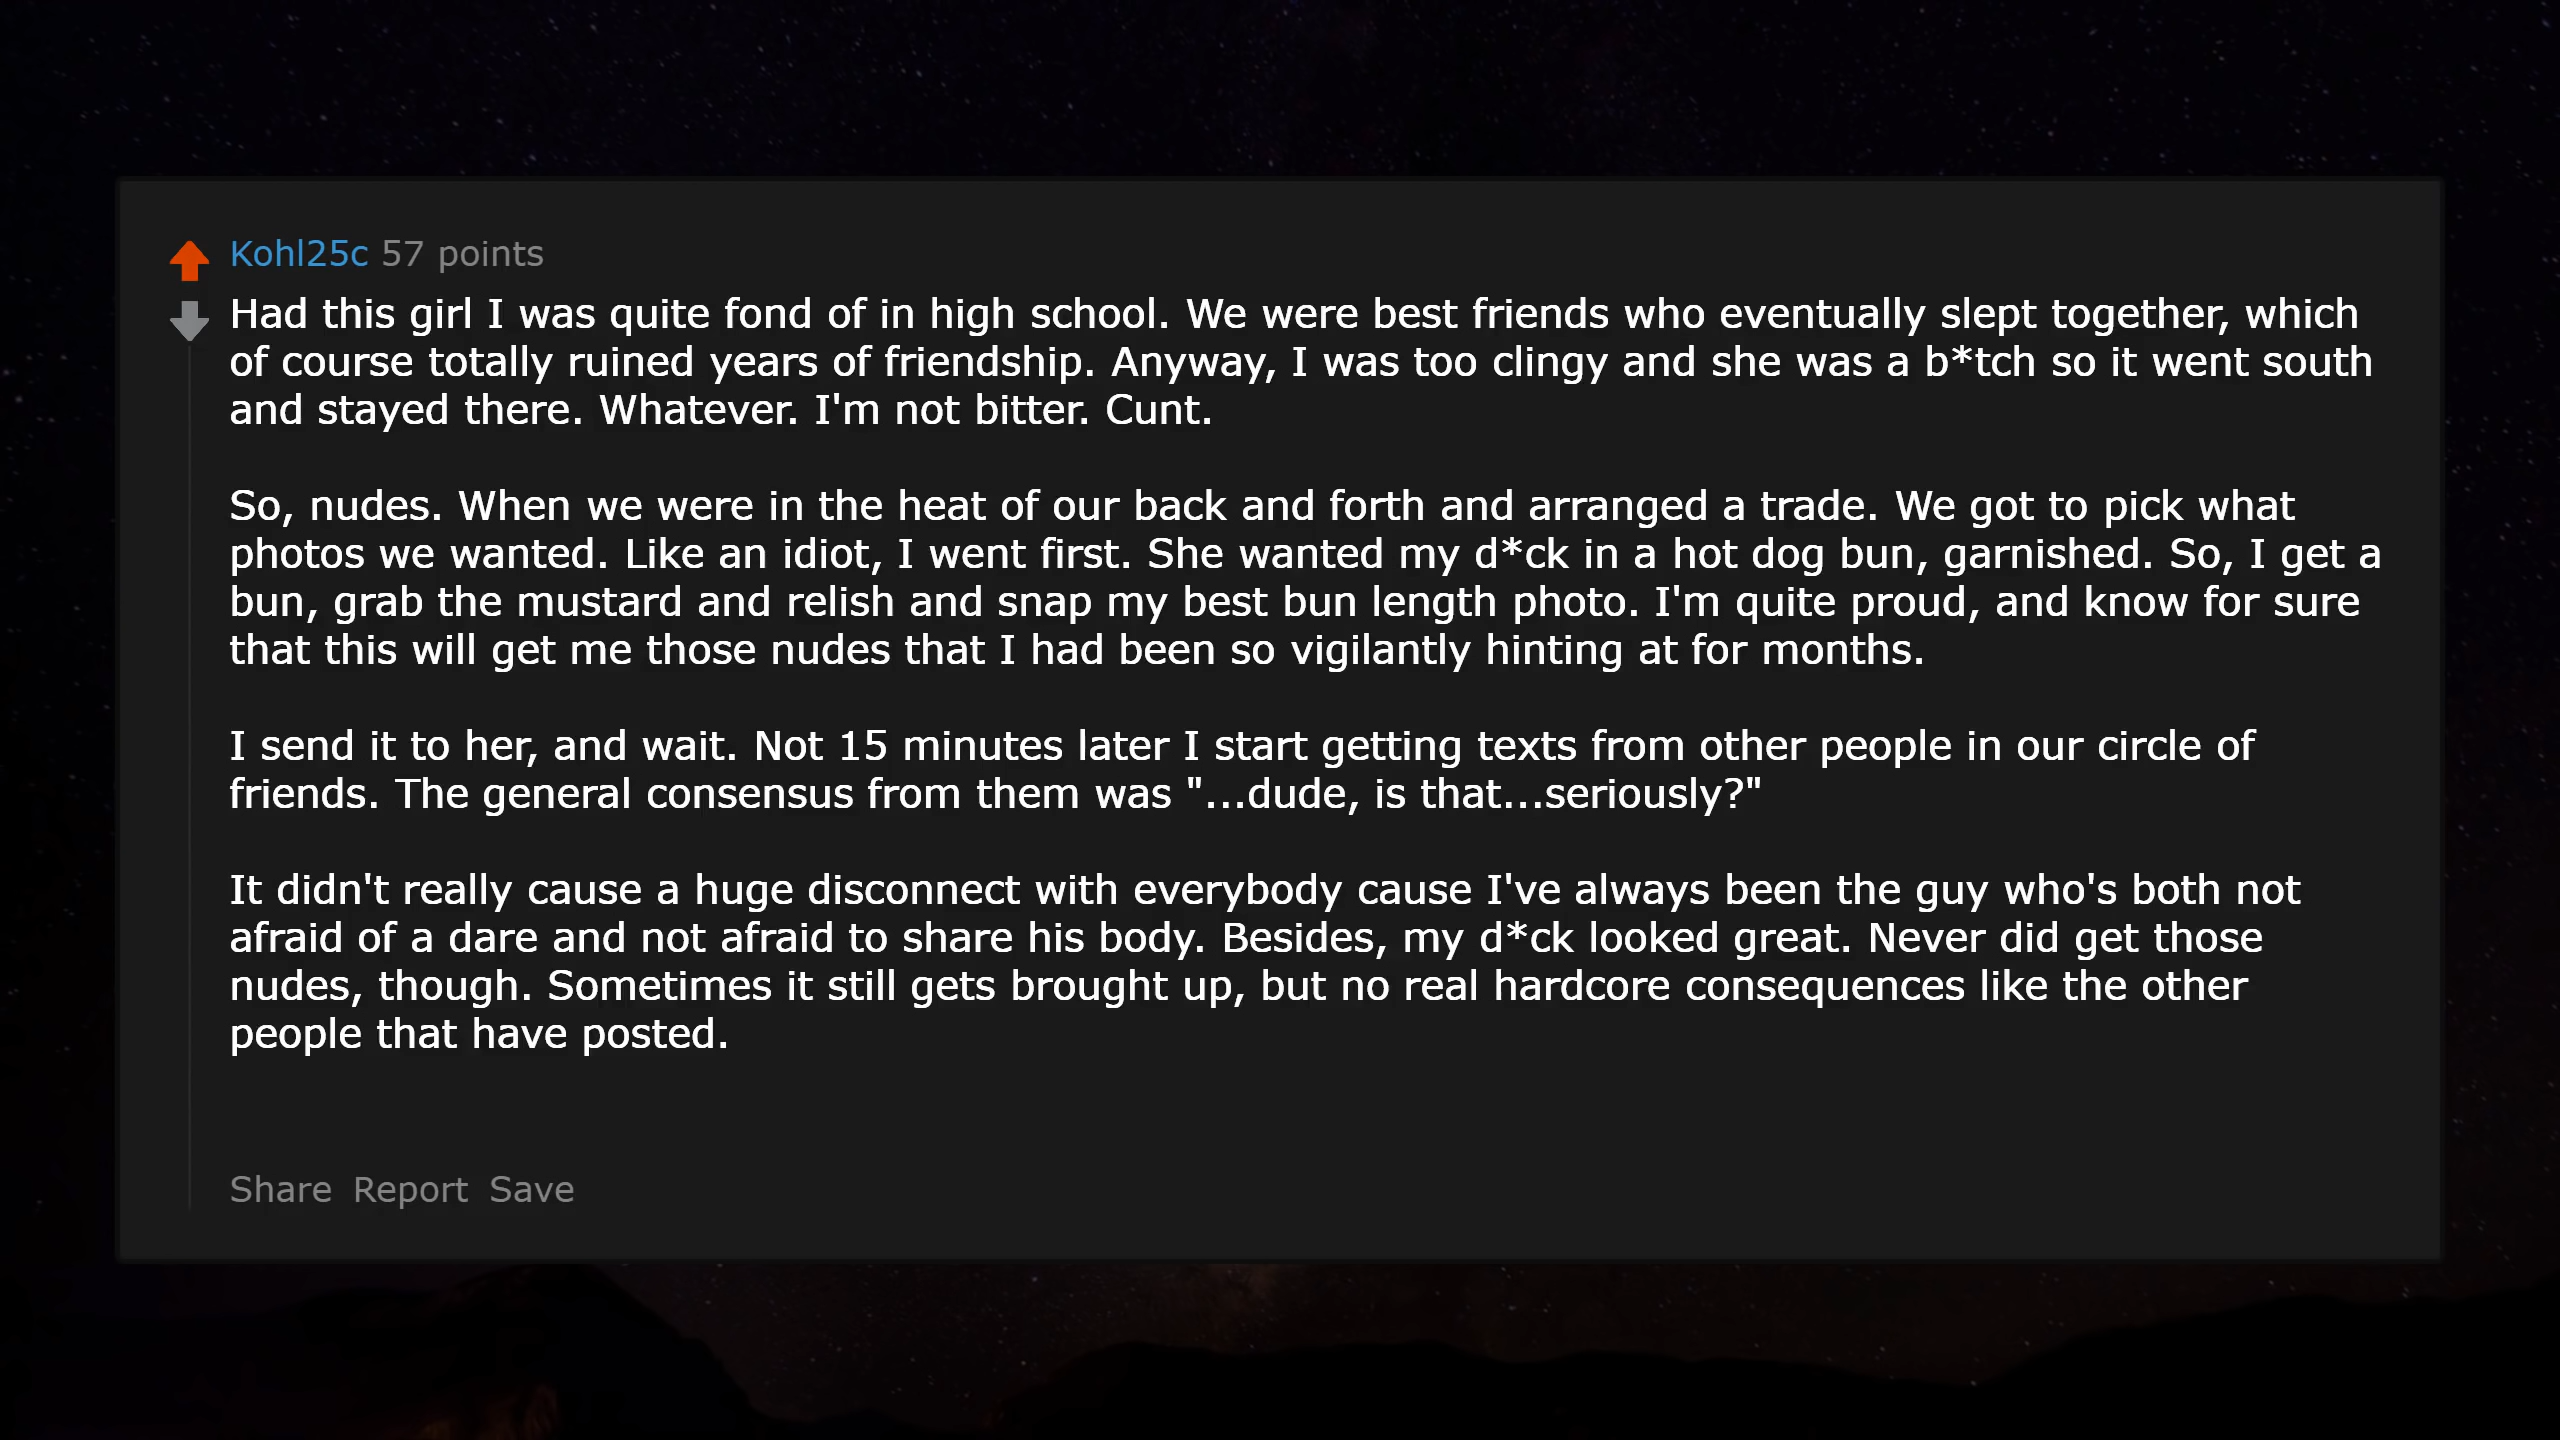 Kohl25c 57 points
Had this girl I was quite fond of in high school. We were best friends who eventually slept together, which
of course totally ruined years of friendship. Anyway, I was too clingy and she was a b*tch so it went south
and stayed there. Whatever. I'm not bitter. Cunt.
So, nudes. When we were in the heat of our back and forth and arranged a trade. We got to pick what
photos we wanted. Like an idiot, I went first. She wanted my d*ck in a hot dog bun, garnished. So, I get a
bun, grab the mustard and relish and snap my best bun length photo. I'm quite proud, and know for sure
that this will get me those nudes that I had been so vigilantly hinting at for months.
I send it to her, and wait. Not 15 minutes later I start getting texts from other people in our circle of
friends. The general consensus from them was "...dude, is that...seriously?"
It didn't really cause a huge disconnect with everybody cause I've always been the guy who's both not
afraid of a dare and not afraid to share his body. Besides, my d*ck looked great. Never did get those
nudes, though. Sometimes it still gets brought up, but no real hardcore consequences like the other
people that have posted.
Share Report Save